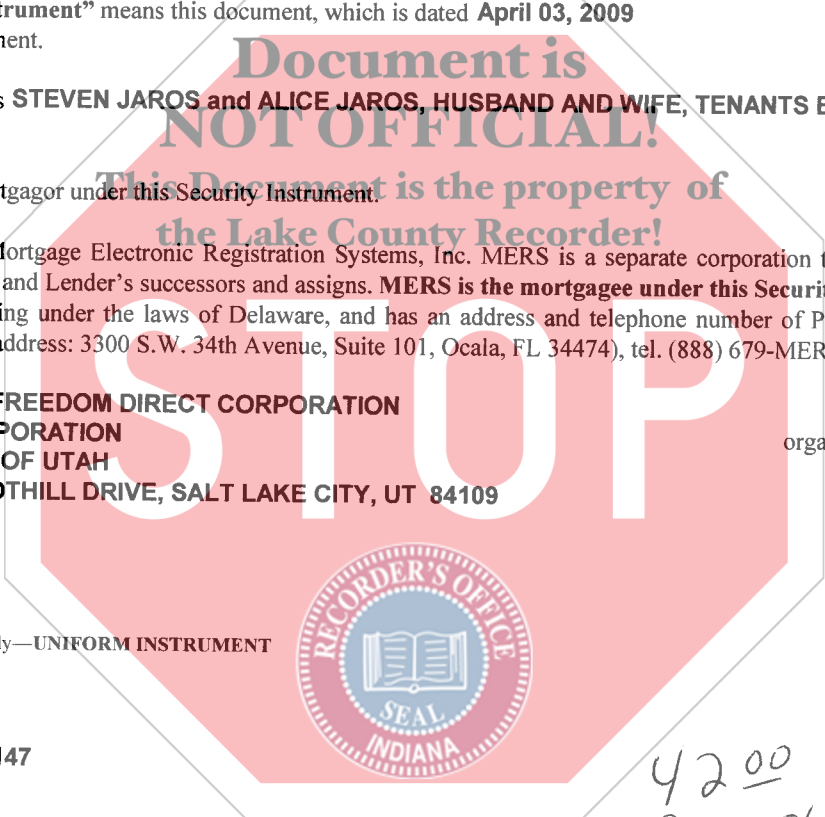 trument” means this document, which is dated April 03, 2009
ent.
Document is
STEVEN JAROS and ALICE JAROS, HUSBAND AND WIFE, TENANTS
NOT OFFICIAL!
tgagor under this Security Instrument.
This Document is the property of
the Lake County Recorder!
ortgage Electronic Registration Systems, Inc. MERS is a separate corporation
and Lender’s successors and assigns. MERS is the mortgagee under this Securi
ing under the laws of Delaware, and has an address and telephone number of P
ddress: 3300 S.W. 34th Avenue, Suite 101, Ocala, FL 34474), tel. (888) 679-MER
STOP
FREEDOM DIRECT CORPORATION
PORATION
orga
OF UTAH
OTHILL DRIVE, SALT LAKE CITY, UT 84109
RECORDER'S OFFICE
SEAL
INDIANA
ly—UNIFORM INSTRUMENT
147
42 00